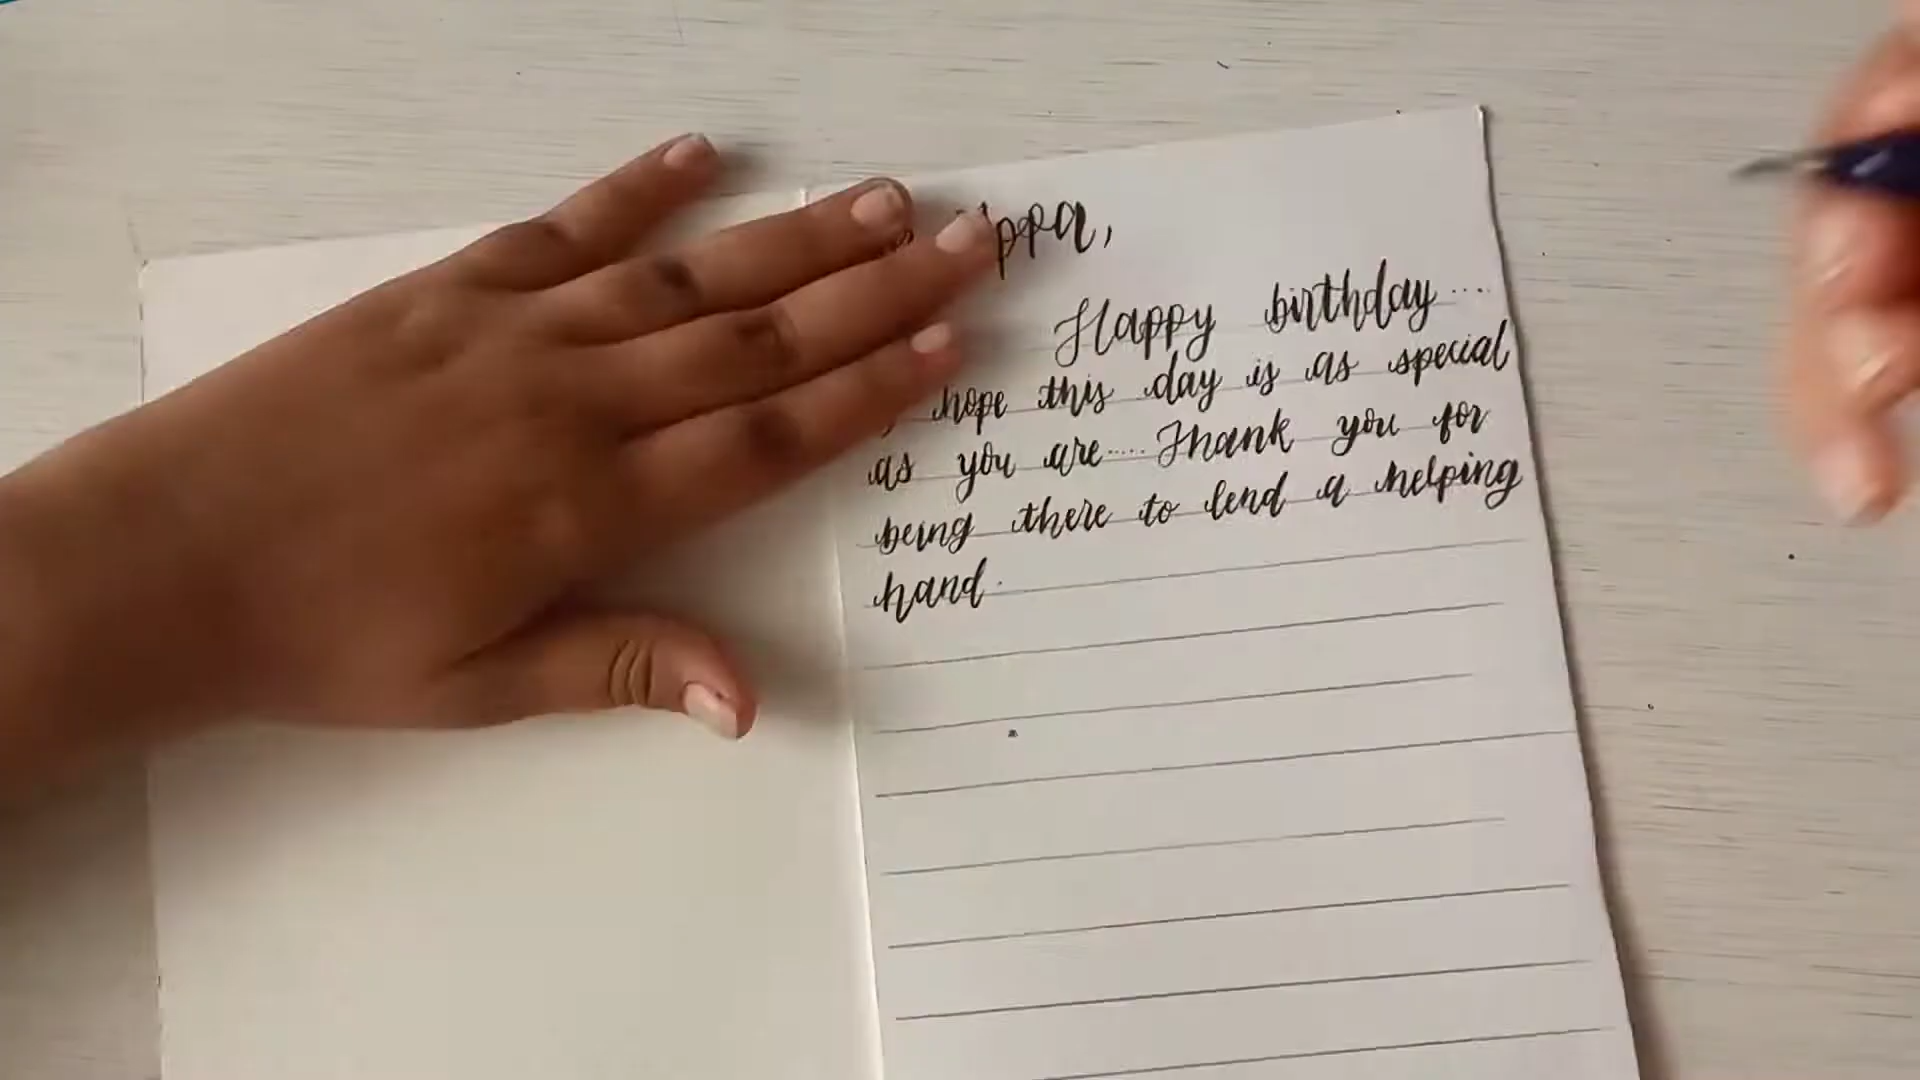 Happy birthday....
hope this day is as special
as you are..... Thank you for
being there to lend a helping
hand.